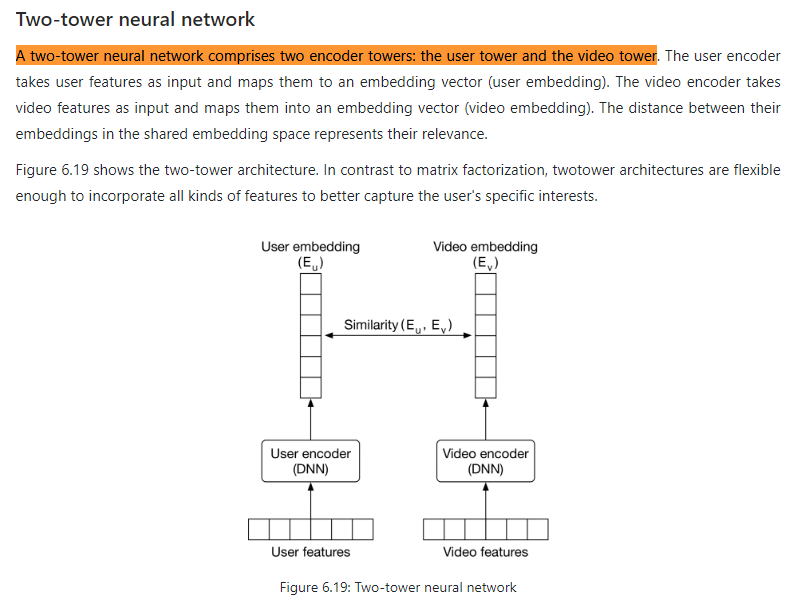 Two-tower neural network
A two-tower neural network comprises two encoder towers: the user tower and the video tower. The user encoder
takes user features as input and maps them to an embedding vector (user embedding). The video encoder takes
video features as input and maps them into an embedding vector (video embedding). The distance between their
embeddings in the shared embedding space represents their relevance.
Figure 6.19 shows the two-tower architecture. In contrast to matrix factorization, twotower architectures are flexible
enough to incorporate all kinds of features to better capture the user's specific interests.
User embedding
(Eu)
Video embedding
(Ev)
Similarity (Eu, Ev)
User encoder
(DNN)
Video encoder
(DNN)
User features
Video features
Figure 6.19: Two-tower neural network